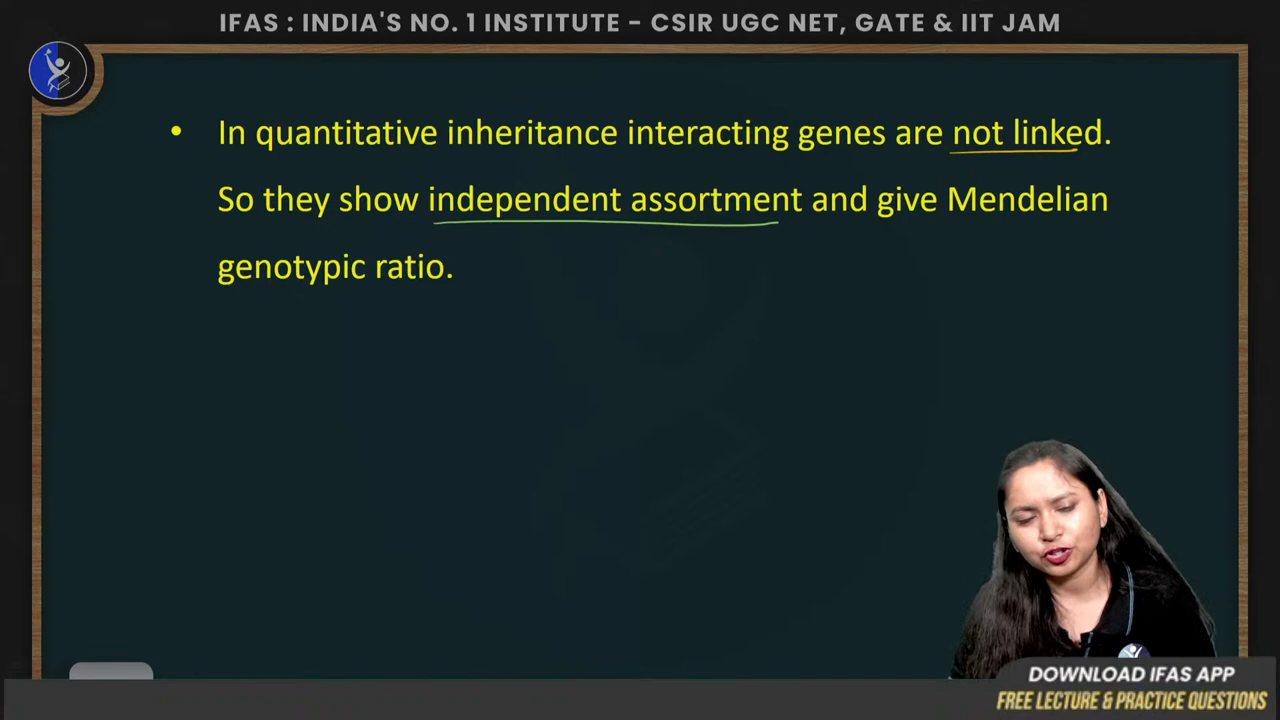 IFAS : INDIA'S NO. 1 INSTITUTE - CSIR UGC NET, GATE & IIT JAM
• In quantitative inheritance interacting genes are not linked.
So they show independent assortment and give Mendelian
genotypic ratio.
DOWNLOAD IFAS APP
FREE LECTURE & PRACTICE QUESTIONS